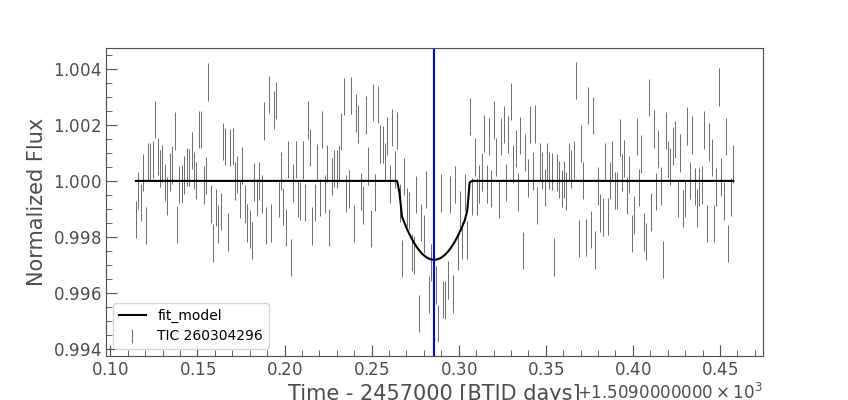 1.004
1.002
1.000
0.998
0.996
0.994
Normalized Flux
fit_model
TIC 260304296
0.10 0.15 0.20 0.25 0.30 0.35 0.40 0.45
Time - 2457000 [BTJD days]
+1.5090000000 × 10³